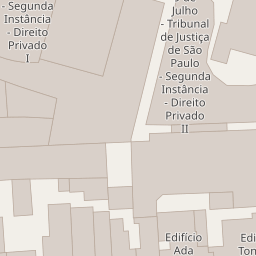 - Segunda
Instância
- Direito
Privado
I
Julho
- Tribunal
de Justiça
de São
Paulo
- Segunda
Instância
- Direito
Privado
II
Edifício
Ada
Edi
Ton